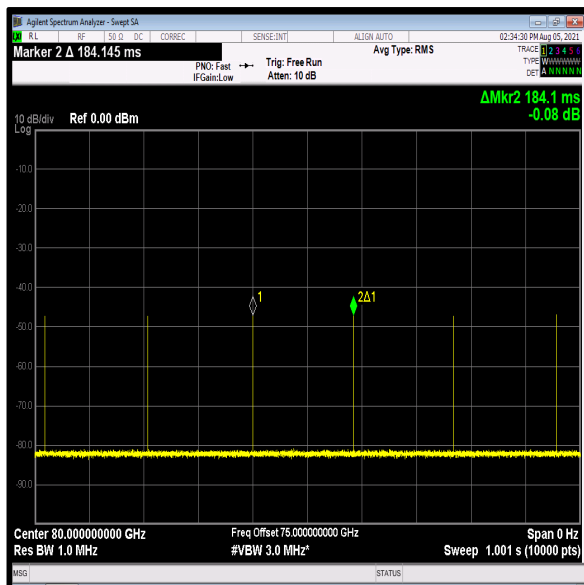 Agilent Spectrum Analyzer - Swept SA
RL RF 50 Ω DC CORREC SENSE:INT ALIGN AUTO 02:34:30 PM Aug 05, 2021
Marker 2 Δ 184.145 ms
PNO: Fast
IFGain:Low
Trig: Free Run
Atten: 10 dB
Avg Type: RMS
TRACE 1 2 3 4 5 6
TYPE WWWWWW
DET A N N N N N
ΔMkr2 184.1 ms
-0.08 dB
10 dB/div Ref 0.00 dBm
Log
-10.0
-20.0
-30.0
-40.0
1
2Δ1
-50.0
-60.0
-70.0
-80.0
-90.0
Center 80.000000000 GHz Freq Offset 75.000000000 GHz Span 0 Hz
Res BW 1.0 MHz #VBW 3.0 MHz* Sweep 1.001 s (10000 pts)
MSG STATUS